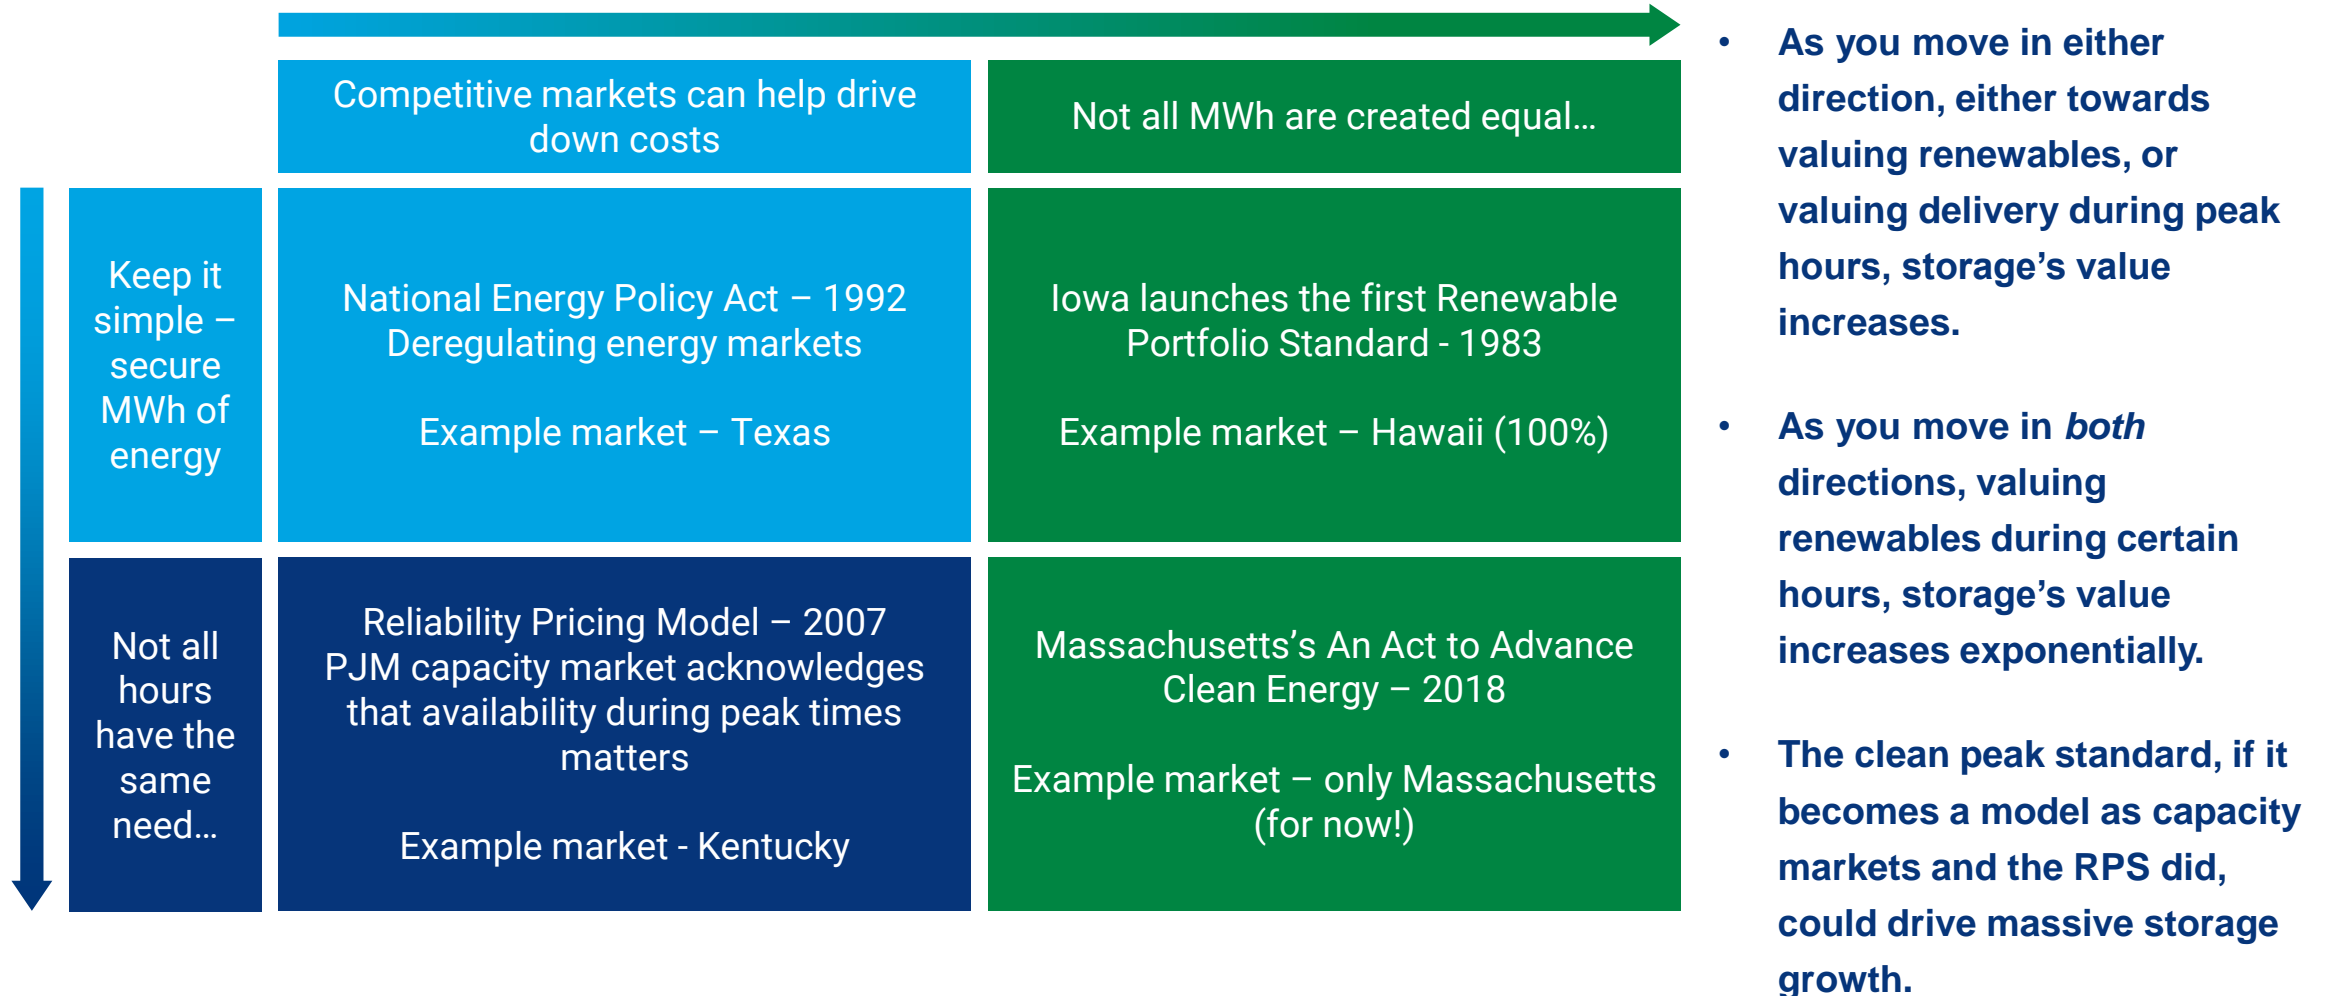 Competitive markets can help drive
down costs
Not all MWh are created equal…
Keep it
simple –
secure
MWh of
energy
National Energy Policy Act – 1992
Deregulating energy markets
Example market – Texas
Iowa launches the first Renewable
Portfolio Standard - 1983
Example market – Hawaii (100%)
Not all
hours
have the
same
need…
Reliability Pricing Model – 2007
PJM capacity market acknowledges
that availability during peak times
matters
Example market - Kentucky
Massachusetts’s An Act to Advance
Clean Energy – 2018
Example market – only Massachusetts
(for now!)
• As you move in either
direction, either towards
valuing renewables, or
valuing delivery during peak
hours, storage’s value
increases.
• As you move in both
directions, valuing
renewables during certain
hours, storage’s value
increases exponentially.
• The clean peak standard, if it
becomes a model as capacity
markets and the RPS did,
could drive massive storage
growth.